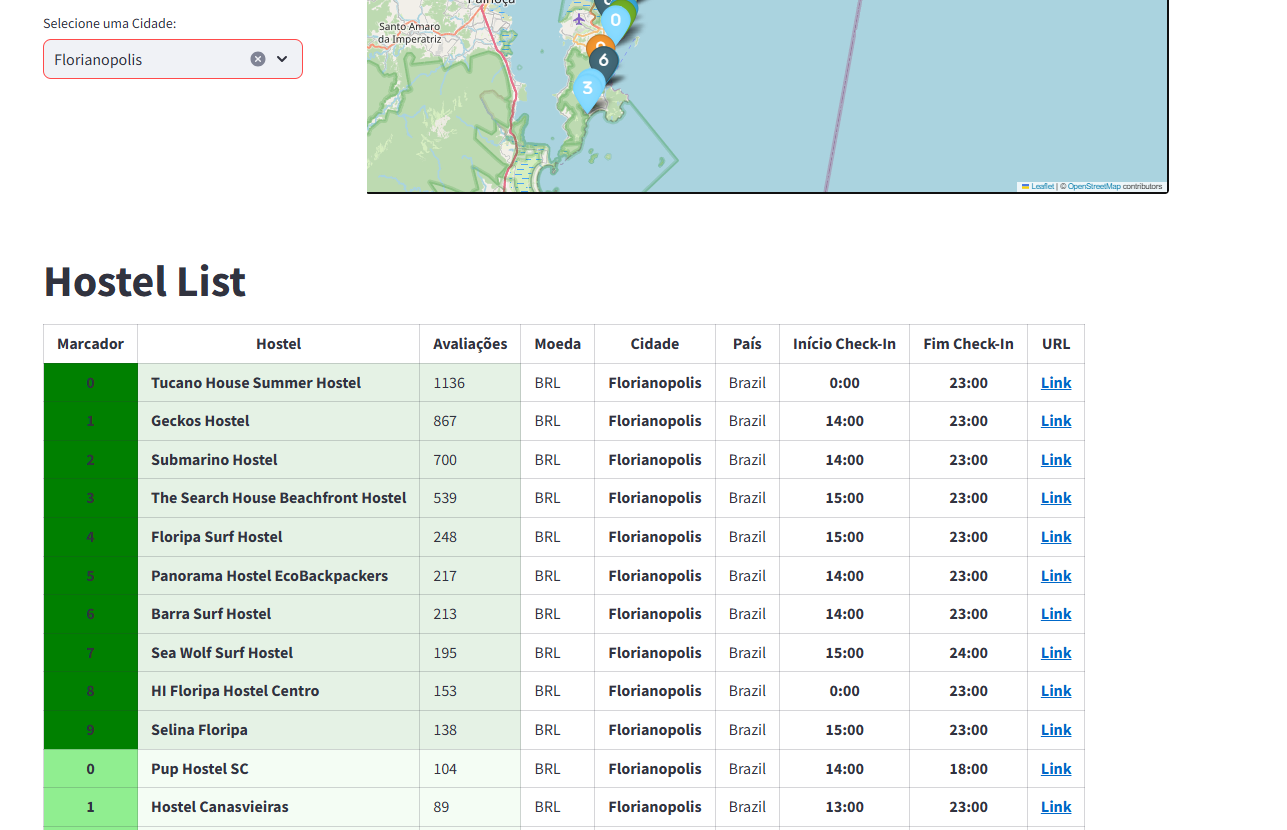 Selecione uma Cidade:
Florianopolis
Palhoça
Santo Amaro
da Imperatriz
0
6
3
Leaflet | © OpenStreetMap contributors
Hostel List
Marcador Hostel Avaliações Moeda Cidade País Início Check-In Fim Check-In URL
0 Tucano House Summer Hostel 1136 BRL Florianopolis Brazil 0:00 23:00 Link
1 Geckos Hostel 867 BRL Florianopolis Brazil 14:00 23:00 Link
2 Submarino Hostel 700 BRL Florianopolis Brazil 14:00 23:00 Link
3 The Search House Beachfront Hostel 539 BRL Florianopolis Brazil 15:00 23:00 Link
4 Floripa Surf Hostel 248 BRL Florianopolis Brazil 15:00 23:00 Link
5 Panorama Hostel EcoBackpackers 217 BRL Florianopolis Brazil 14:00 23:00 Link
6 Barra Surf Hostel 213 BRL Florianopolis Brazil 14:00 23:00 Link
7 Sea Wolf Surf Hostel 195 BRL Florianopolis Brazil 15:00 24:00 Link
8 HI Floripa Hostel Centro 153 BRL Florianopolis Brazil 0:00 23:00 Link
9 Selina Floripa 138 BRL Florianopolis Brazil 15:00 23:00 Link
0 Pup Hostel SC 104 BRL Florianopolis Brazil 14:00 18:00 Link
1 Hostel Canasvieiras 89 BRL Florianopolis Brazil 13:00 23:00 Link